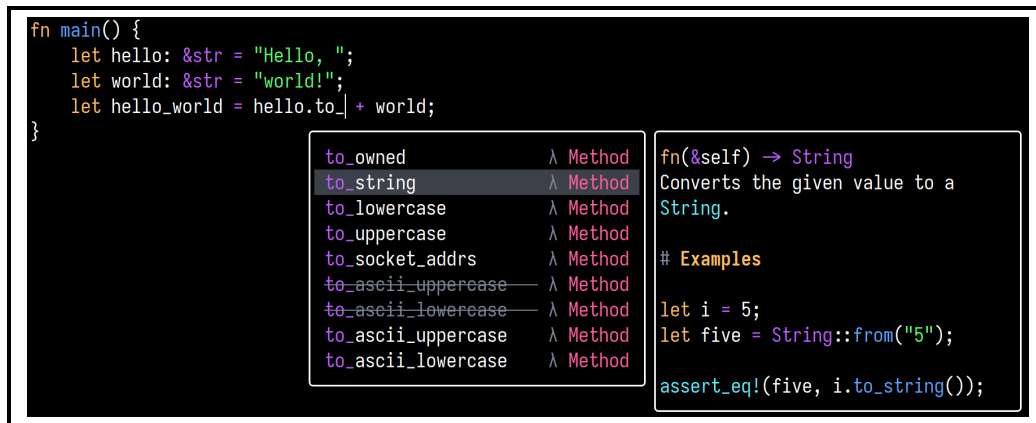 fn main() {
    let hello: &str = "Hello, ";
    let world: &str = "world!";
    let hello_world = hello.to_ + world;
}
to_owned λ Method
to_string λ Method
to_lowercase λ Method
to_uppercase λ Method
to_socket_addrs λ Method
to_ascii_uppercase λ Method
to_ascii_lowercase λ Method
to_ascii_uppercase λ Method
to_ascii_lowercase λ Method
fn(&self) → String
Converts the given value to a
String.
# Examples
let i = 5;
let five = String::from("5");
assert_eq!(five, i.to_string());